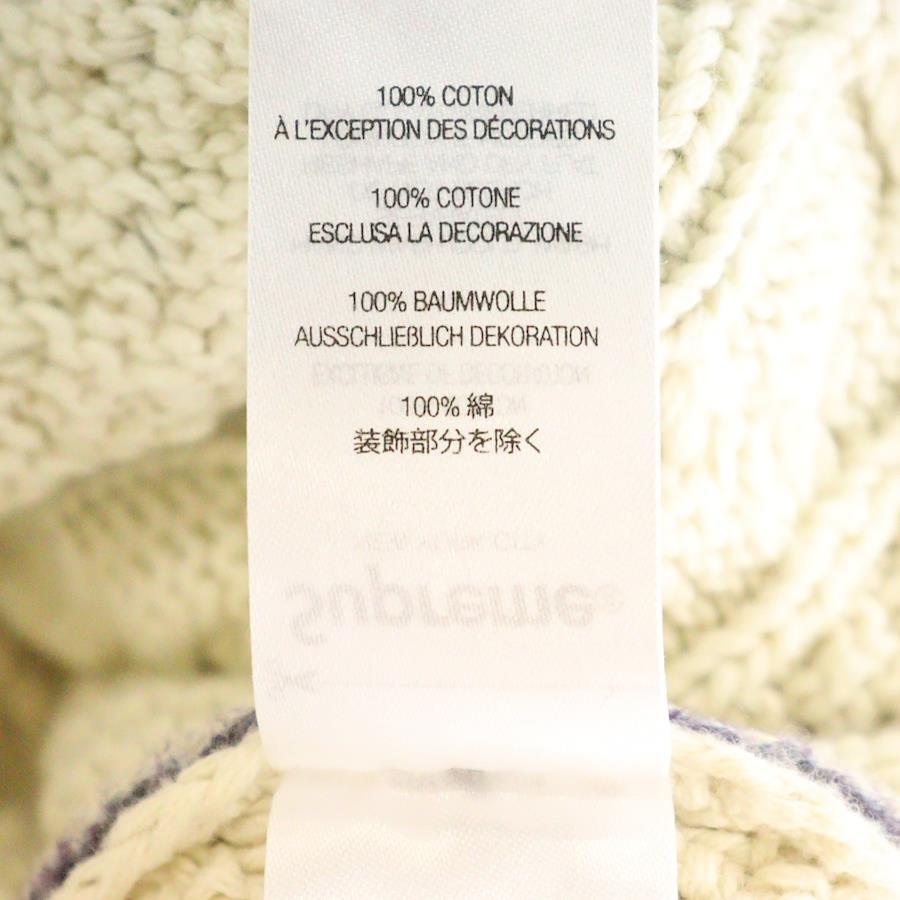 100% COTON
À L'EXCEPTION DES DÉCORATIONS
100% COTONE
ESCLUSA LA DECORAZIONE
100% BAUMWOLLE
AUSSCHLIEßLICH DEKORATION
100% 綿
装飾部分を除く
Supreme®